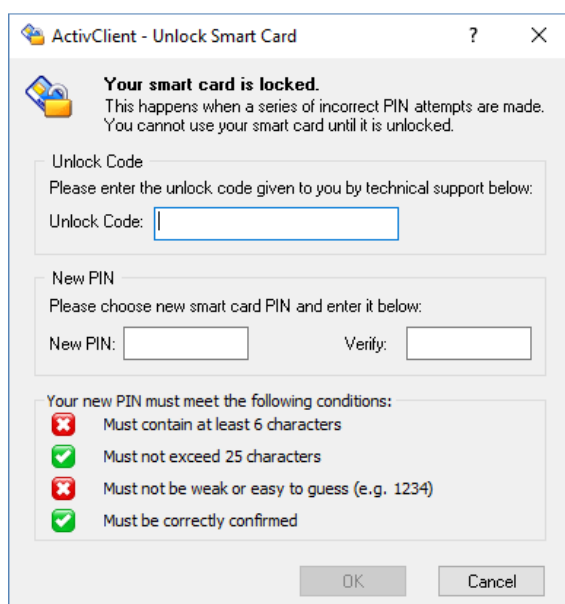 ActivClient - Unlock Smart Card
Your smart card is locked.
This happens when a series of incorrect PIN attempts are made.
You cannot use your smart card until it is unlocked.
Unlock Code
Please enter the unlock code given to you by technical support below:
Unlock Code:
New PIN
Please choose new smart card PIN and enter it below:
New PIN: Verify:
Your new PIN must meet the following conditions:
Must contain at least 6 characters
Must not exceed 25 characters
Must not be weak or easy to guess (e.g. 1234)
Must be correctly confirmed
OK Cancel